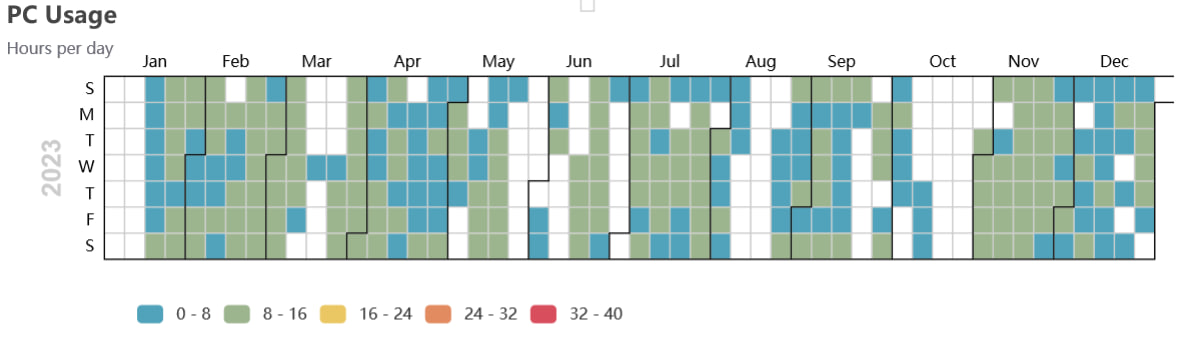 PC Usage
Hours per day
Jan Feb Mar Apr May Jun Jul Aug Sep Oct Nov Dec
S
M
T
W
T
F
S
2023
0 - 8 8 - 16 16 - 24 24 - 32 32 - 40